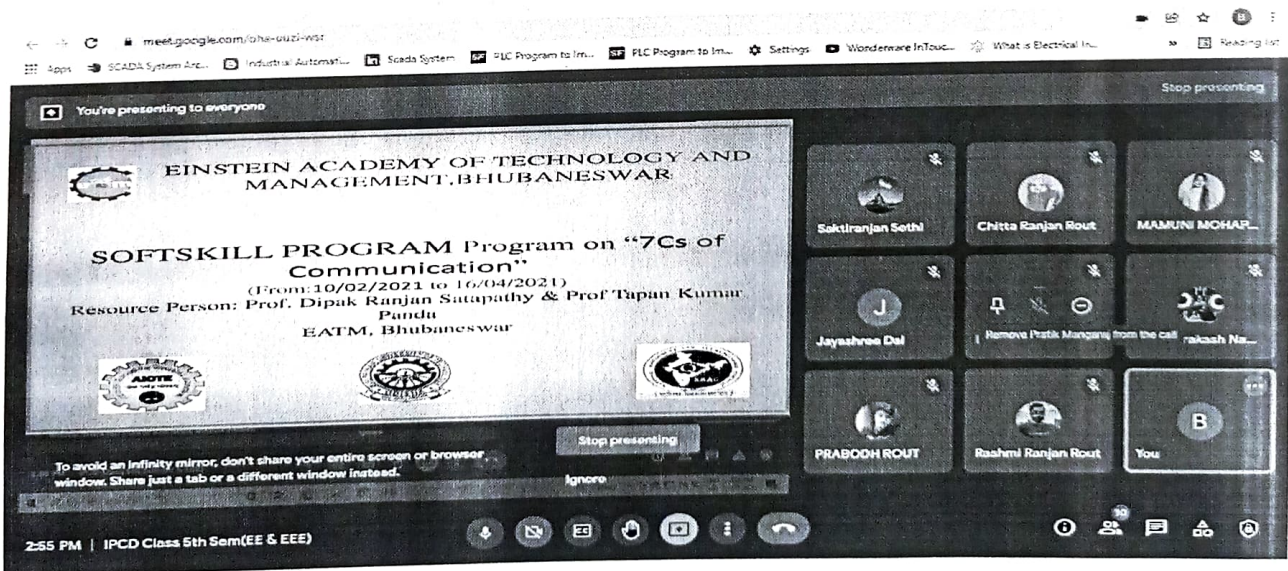 meet.google.com/
Apps
SCADA System Arc...
Industrial Automati...
Scada System
SF PLC Program to Im...
SF PLC Program to Im...
Settings
Wonderware InTouc...
What is Electrical In...
»
Reading list
B
You're presenting to everyone
Stop presenting
EINSTEIN ACADEMY OF TECHNOLOGY AND
MANAGEMENT,BHUBANESWAR
SOFTSKILL PROGRAM Program on “7Cs of
Communication”
(From:10/02/2021 to 16/04/2021)
Resource Person: Prof. Dipak Ranjan Satapathy & Prof Tapan Kumar
Panda
EATM, Bhubaneswar
AICTE
Saktiranjan Sethi
Chitta Ranjan Rout
MAMUNI MOHAP...
J
Jayashree Dal
Remove Pratik Mangaraj from the call
rakash Na...
PRABODH ROUT
Rashmi Ranjan Rout
B
You
To avoid an infinity mirror, don't share your entire screen or browser
window. Share just a tab or a different window instead.
Stop presenting
Ignore
2:55 PM | IPCD Class 5th Sem(EE & EEE)
10